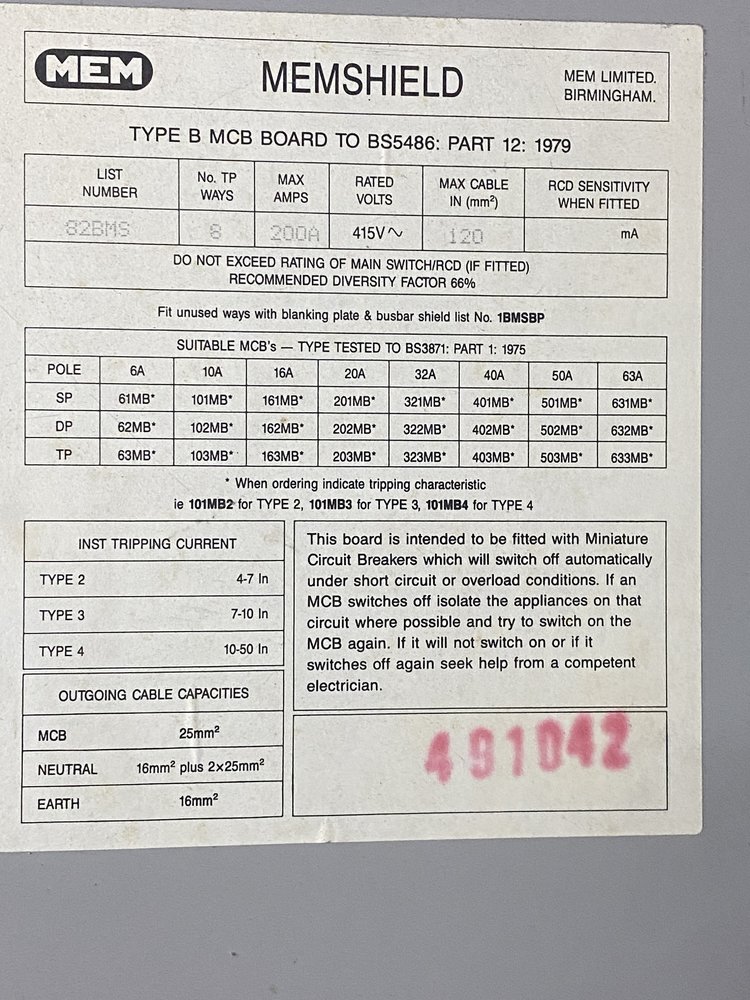 MEM
MEMSHIELD
MEM LIMITED.
BIRMINGHAM.
TYPE B MCB BOARD TO BS5486: PART 12: 1979
LIST NUMBER No. TP WAYS MAX AMPS RATED VOLTS MAX CABLE IN (mm²) RCD SENSITIVITY WHEN FITTED
82BMS 8 200A 415V∿ 120 mA
DO NOT EXCEED RATING OF MAIN SWITCH/RCD (IF FITTED)
RECOMMENDED DIVERSITY FACTOR 66%
Fit unused ways with blanking plate & busbar shield list No. 1BMSBP
SUITABLE MCB's — TYPE TESTED TO BS3871: PART 1: 1975
POLE 6A 10A 16A 20A 32A 40A 50A 63A
SP 61MB* 101MB* 161MB* 201MB* 321MB* 401MB* 501MB* 631MB*
DP 62MB* 102MB* 162MB* 202MB* 322MB* 402MB* 502MB* 632MB*
TP 63MB* 103MB* 163MB* 203MB* 323MB* 403MB* 503MB* 633MB*
* When ordering indicate tripping characteristic
ie 101MB2 for TYPE 2, 101MB3 for TYPE 3, 101MB4 for TYPE 4
INST TRIPPING CURRENT
TYPE 2 4-7 In
TYPE 3 7-10 In
TYPE 4 10-50 In
OUTGOING CABLE CAPACITIES
MCB 25mm²
NEUTRAL 16mm² plus 2×25mm²
EARTH 16mm²
This board is intended to be fitted with Miniature
Circuit Breakers which will switch off automatically
under short circuit or overload conditions. If an
MCB switches off isolate the appliances on that
circuit where possible and try to switch on the
MCB again. If it will not switch on or if it
switches off again seek help from a competent
electrician.
491042